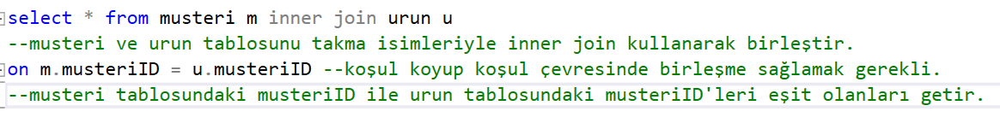 select * from musteri m inner join urun u
--musteri ve urun tablosunu takma isimleriyle inner join kullanarak birleştir.
on m.musteriID = u.musteriID --koşul koyup koşul çevresinde birleşme sağlamak gerekli.
--musteri tablosundaki musteriID ile urun tablosundaki musteriID'leri eşit olanları getir.